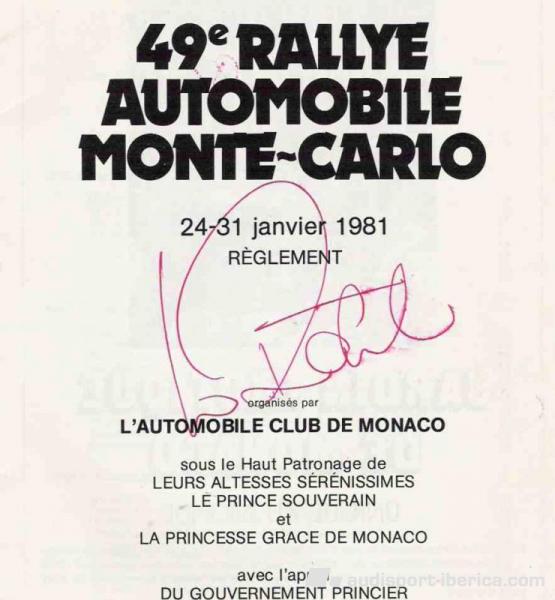 49e RALLYE
AUTOMOBILE
MONTE-CARLO
24-31 janvier 1981
RÈGLEMENT
organisés par
L'AUTOMOBILE CLUB DE MONACO
sous le Haut Patronage de
LEURS ALTESSES SÉRÉNISSIMES
LE PRINCE SOUVERAIN
et
LA PRINCESSE GRACE DE MONACO
avec l'appui
DU GOUVERNEMENT PRINCIER
audisport-iberica.com